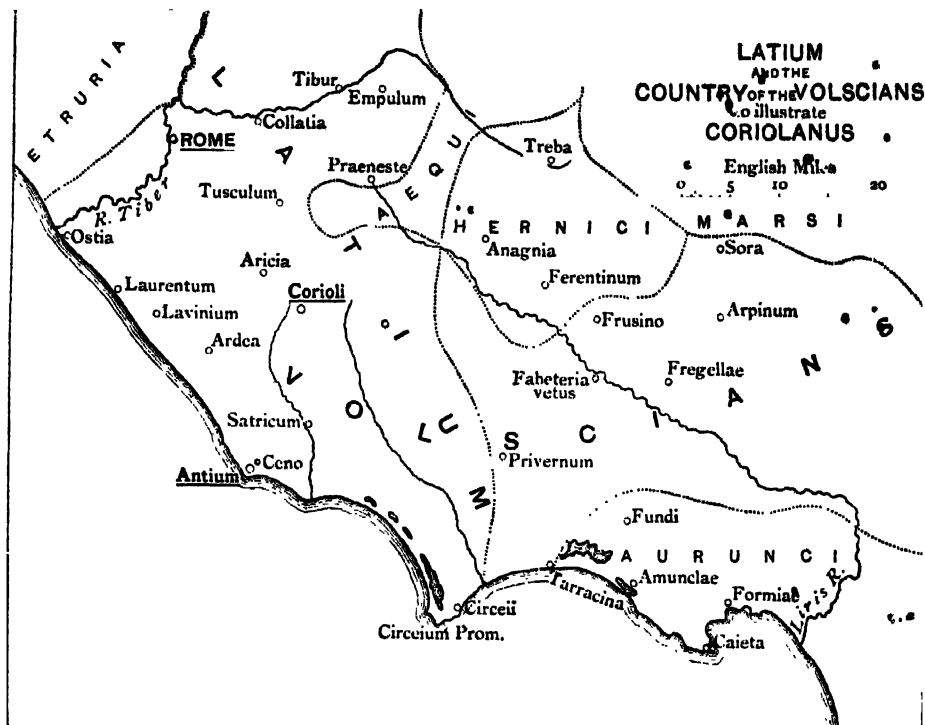 LATIUM
AND THE
COUNTRY OF THE VOLSCIANS
to illustrate
CORIOLANUS
English Miles
0 5 10 20
ETRURIA
LATIUM
Tibur
Empulum
Collatia
ROME
Treba
Praeneste
AEQUI
Tusculum
R. Tiber
HERNICI
MARSI
Ostia
Anagnia
Sora
Aricia
Ferentinum
Laurentum
Corioli
Lavinium
Frusino
Arpinum
Ardea
VOLSCIANS
Fabeteria
vetus
Fregellae
Satricum
Privernum
Ceno
Antium
Fundi
AURUNCI
Tarracina
Amunclae
Formiae
Liris R.
Circeii
Circeium Prom.
Caieta